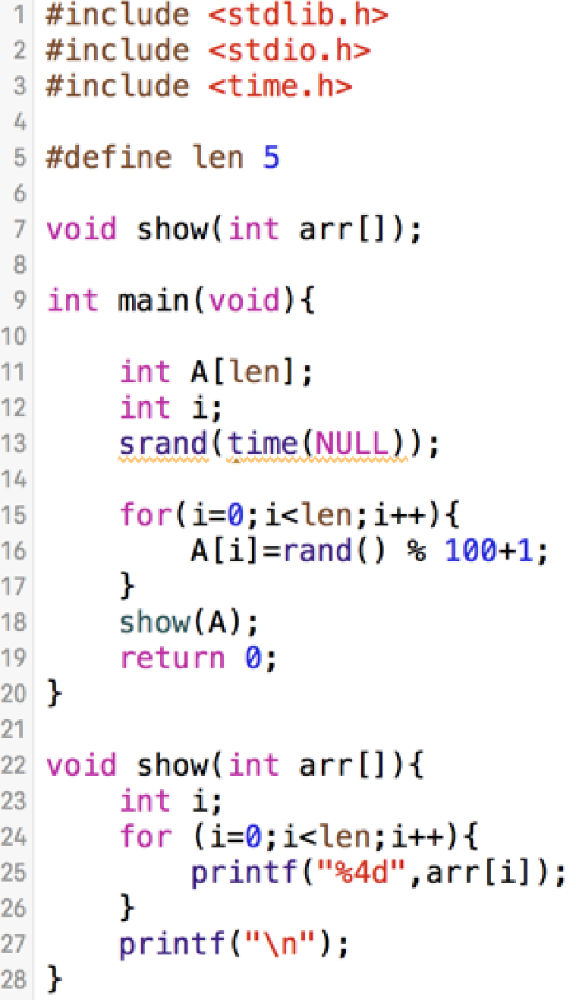 1 #include <stdlib.h>
2 #include <stdio.h>
3 #include <time.h>
4
5 #define len 5
6
7 void show(int arr[]);
8
9 int main(void){
10
11     int A[len];
12     int i;
13     srand(time(NULL));
14
15     for(i=0;i<len;i++){
16         A[i]=rand() % 100+1;
17     }
18     show(A);
19     return 0;
20 }
21
22 void show(int arr[]){
23     int i;
24     for (i=0;i<len;i++){
25         printf("%4d",arr[i]);
26     }
27     printf("\n");
28 }